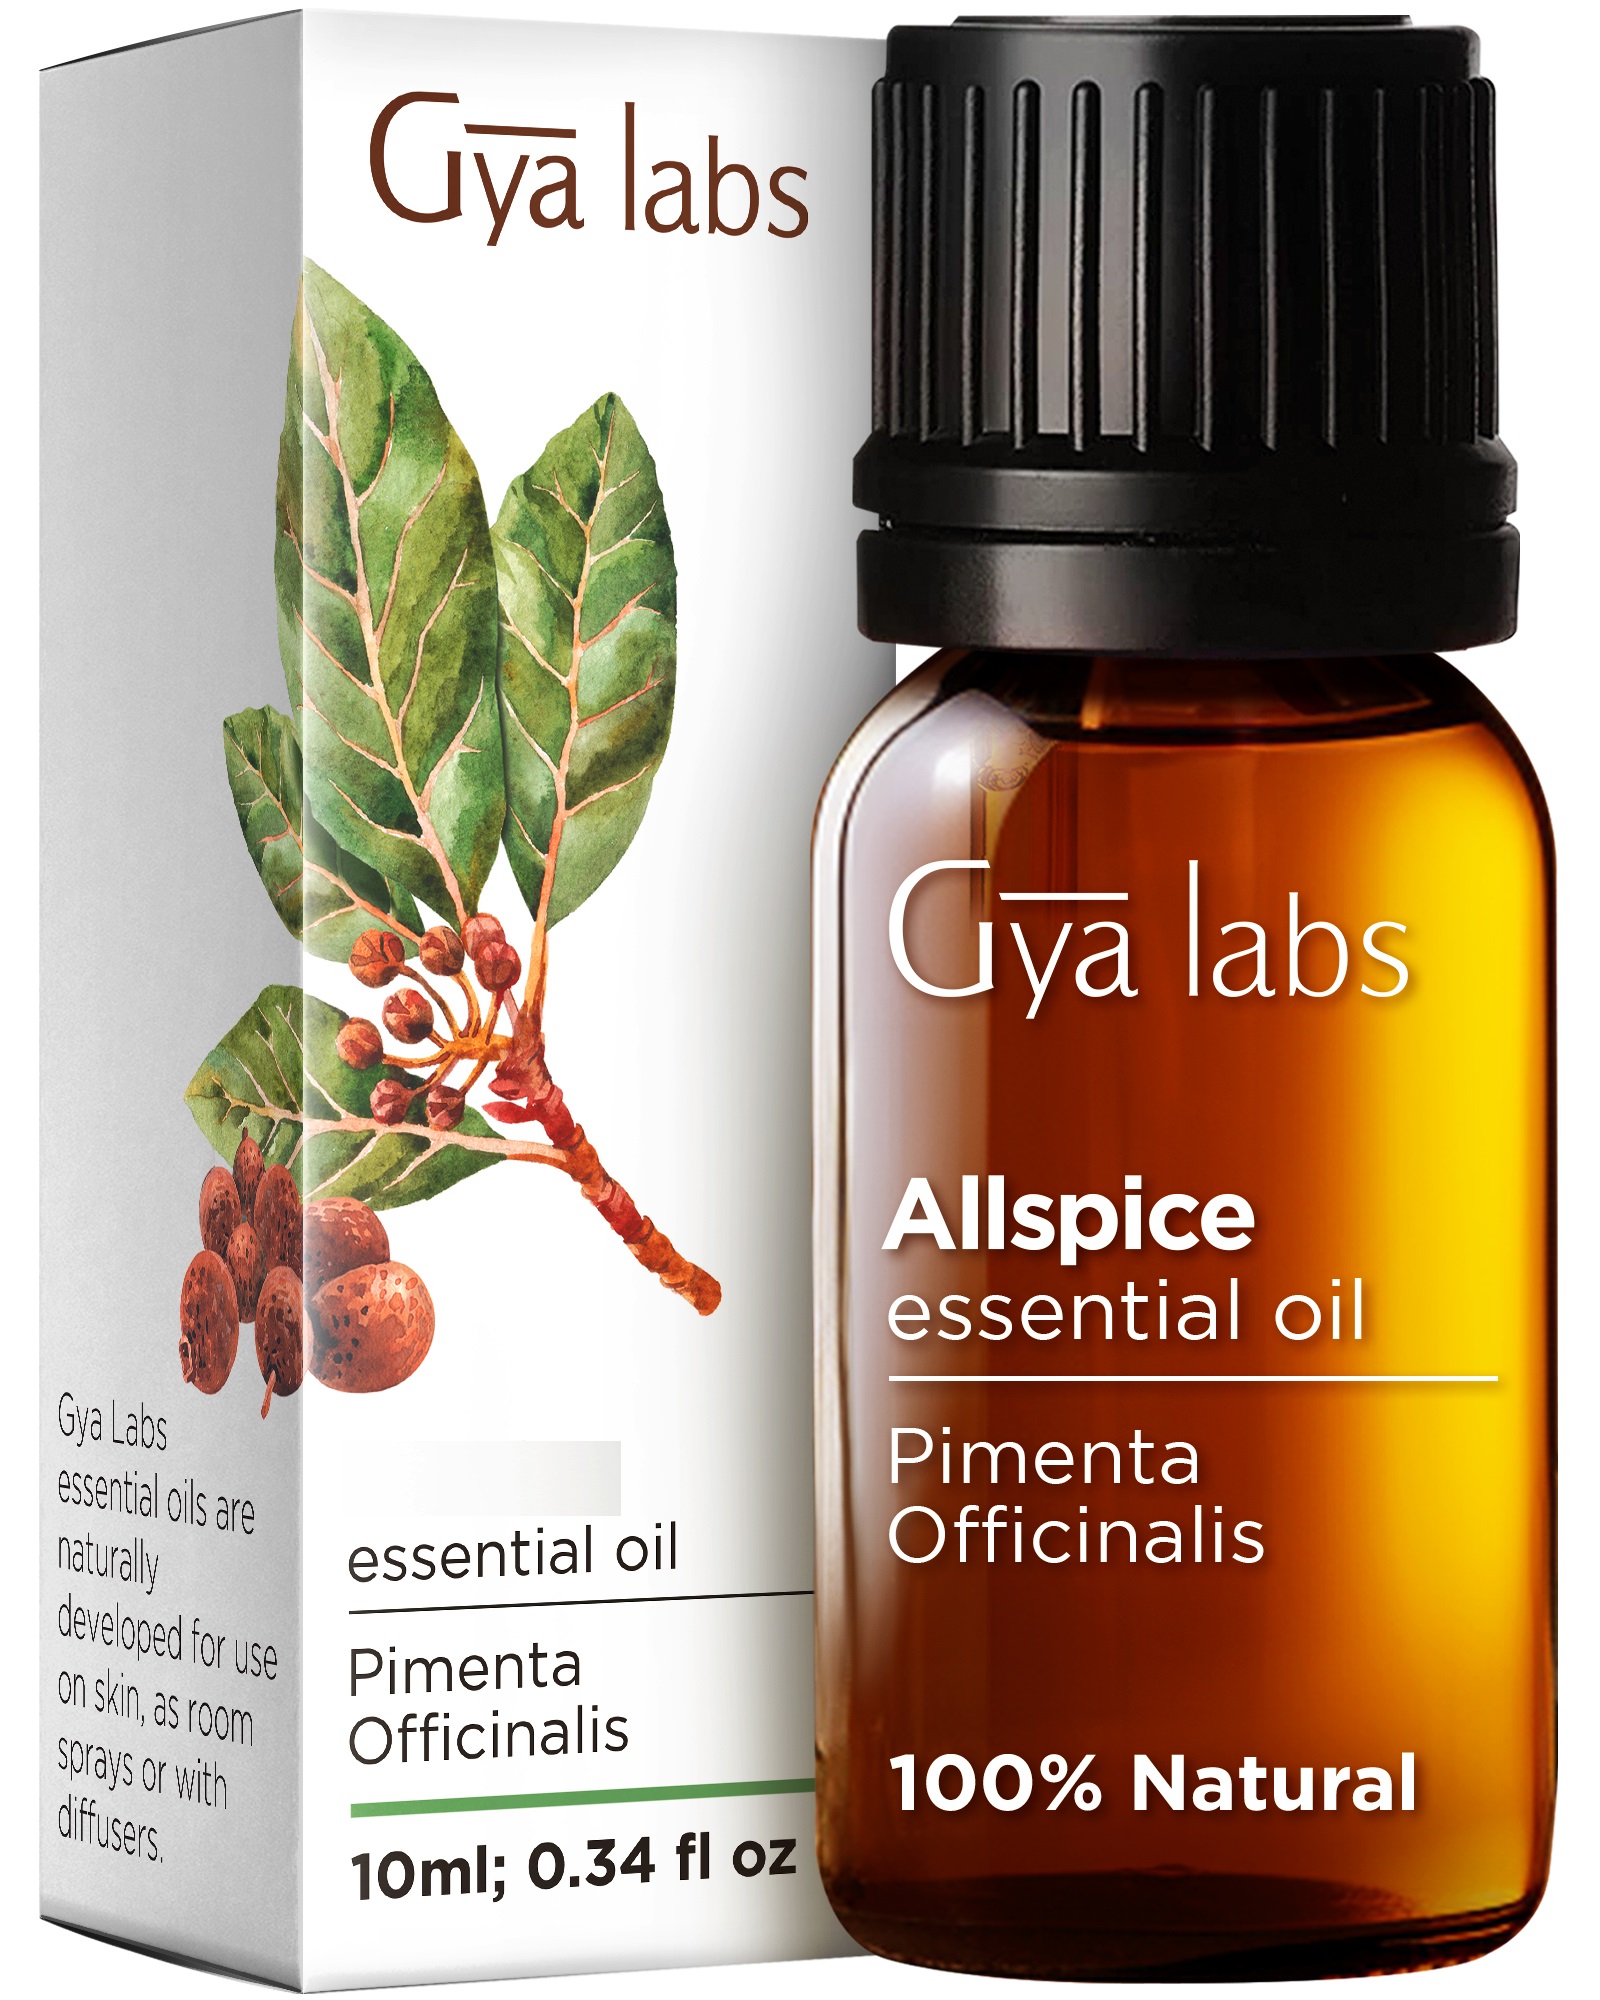 Gya labs
Gya Labs
essential oils are
naturally
developed for use
on skin, as room
sprays or with
diffusers.
essential oil
Pimenta
Officinalis
10ml; 0.34 fl oz
Gya labs
Allspice
essential oil
Pimenta
Officinalis
100% Natural